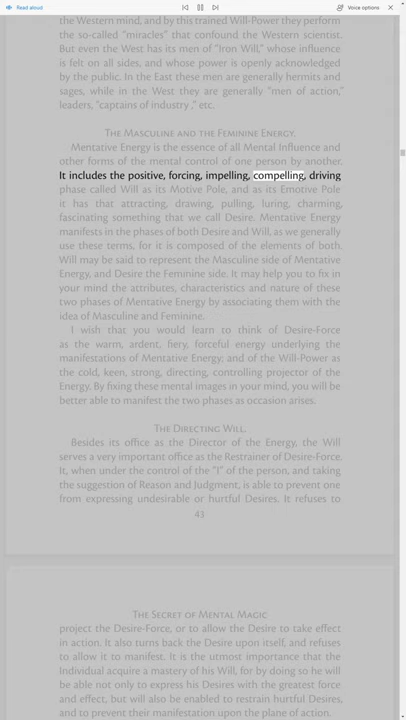 Read aloud
Voice options
the Western mind, and by this trained Will-Power they perform
the so-called "miracles" that confound the Western scientist.
But even the West has its men of "Iron Will," whose influence
is felt on all sides, and whose power is openly acknowledged
by the public. In the East these men are generally hermits and
sages, while in the West they are generally "men of action,"
leaders, "captains of industry ," etc.
The Masculine and the Feminine Energy.
Mentative Energy is the essence of all Mental Influence and
other forms of the mental control of one person by another.
It includes the positive, forcing, impelling, compelling, driving
phase called Will as its Motive Pole, and as its Emotive Pole
it has that attracting, drawing, pulling, luring, charming,
fascinating something that we call Desire. Mentative Energy
manifests in the phases of both Desire and Will, as we generally
use these terms, for it is composed of the elements of both.
Will may be said to represent the Masculine side of Mentative
Energy, and Desire the Feminine side. It may help you to fix in
your mind the attributes, characteristics and nature of these
two phases of Mentative Energy by associating them with the
idea of Masculine and Feminine.
I wish that you would learn to think of Desire-Force
as the warm, ardent, fiery, forceful energy underlying the
manifestations of Mentative Energy; and of the Will-Power as
the cold, keen, strong, directing, controlling projector of the
Energy. By fixing these mental images in your mind, you will be
better able to manifest the two phases as occasion arises.
The Directing Will.
Besides its office as the Director of the Energy, the Will
serves a very important office as the Restrainer of Desire-Force.
It, when under the control of the "I" of the person, and taking
the suggestion of Reason and Judgment, is able to prevent one
from expressing undesirable or hurtful Desires. It refuses to
43
The Secret of Mental Magic
project the Desire-Force, or to allow the Desire to take effect
in action. It also turns back the Desire upon itself, and refuses
to allow it to manifest. It is the utmost importance that the
Individual acquire a mastery of his Will, for by doing so he will
be able not only to express his Desires with the greatest force
and effect, but will also be enabled to restrain hurtful Desires,
and to prevent their manifestation upon the plane of action.